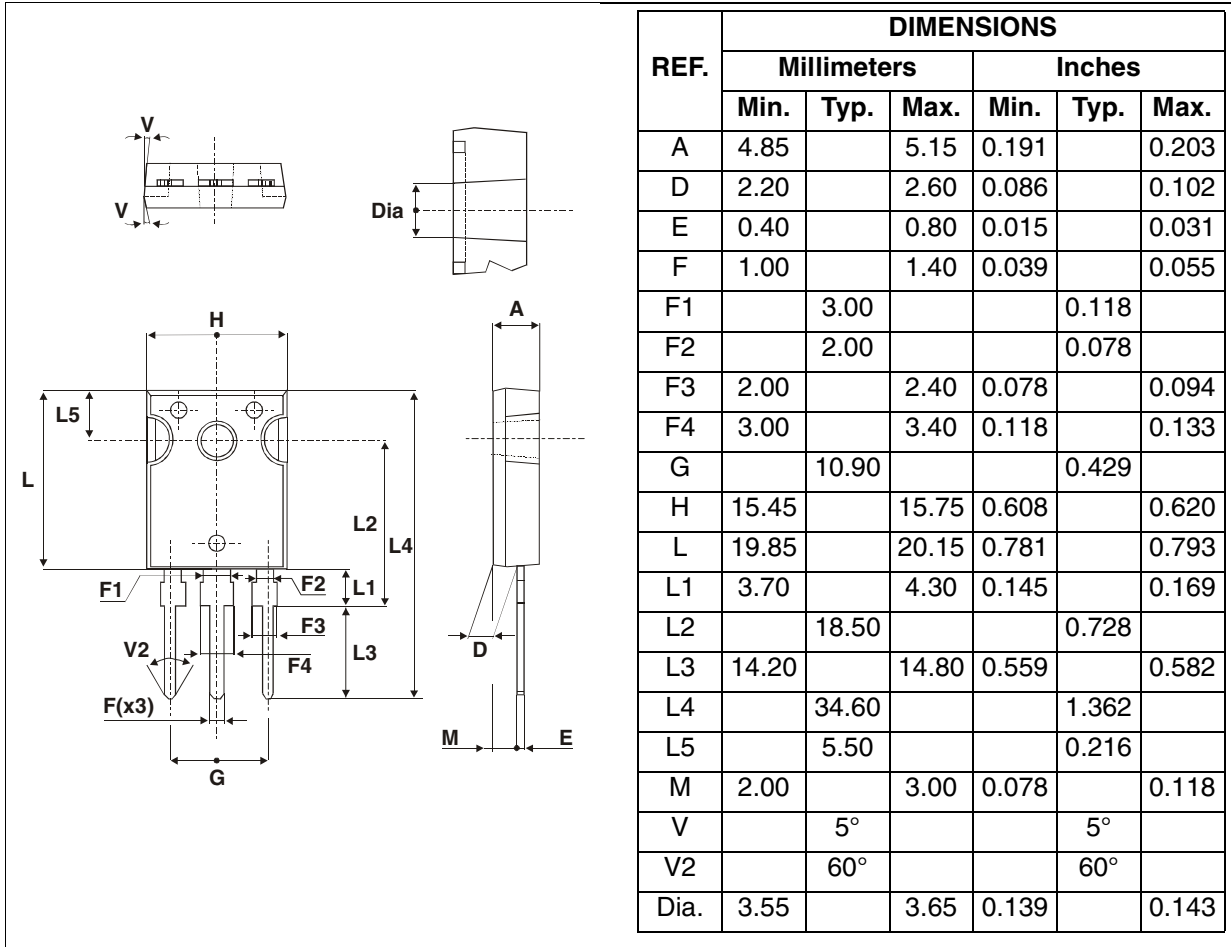 V
V
Dia
H
A
L5
L
L2
L4
F1
F2
L1
F3
V2
F4
L3
D
F(x3)
M
E
G
DIMENSIONS
REF. Millimeters Inches
Min. Typ. Max. Min. Typ. Max.
A 4.85 5.15 0.191 0.203
D 2.20 2.60 0.086 0.102
E 0.40 0.80 0.015 0.031
F 1.00 1.40 0.039 0.055
F1 3.00 0.118
F2 2.00 0.078
F3 2.00 2.40 0.078 0.094
F4 3.00 3.40 0.118 0.133
G 10.90 0.429
H 15.45 15.75 0.608 0.620
L 19.85 20.15 0.781 0.793
L1 3.70 4.30 0.145 0.169
L2 18.50 0.728
L3 14.20 14.80 0.559 0.582
L4 34.60 1.362
L5 5.50 0.216
M 2.00 3.00 0.078 0.118
V 5° 5°
V2 60° 60°
Dia. 3.55 3.65 0.139 0.143